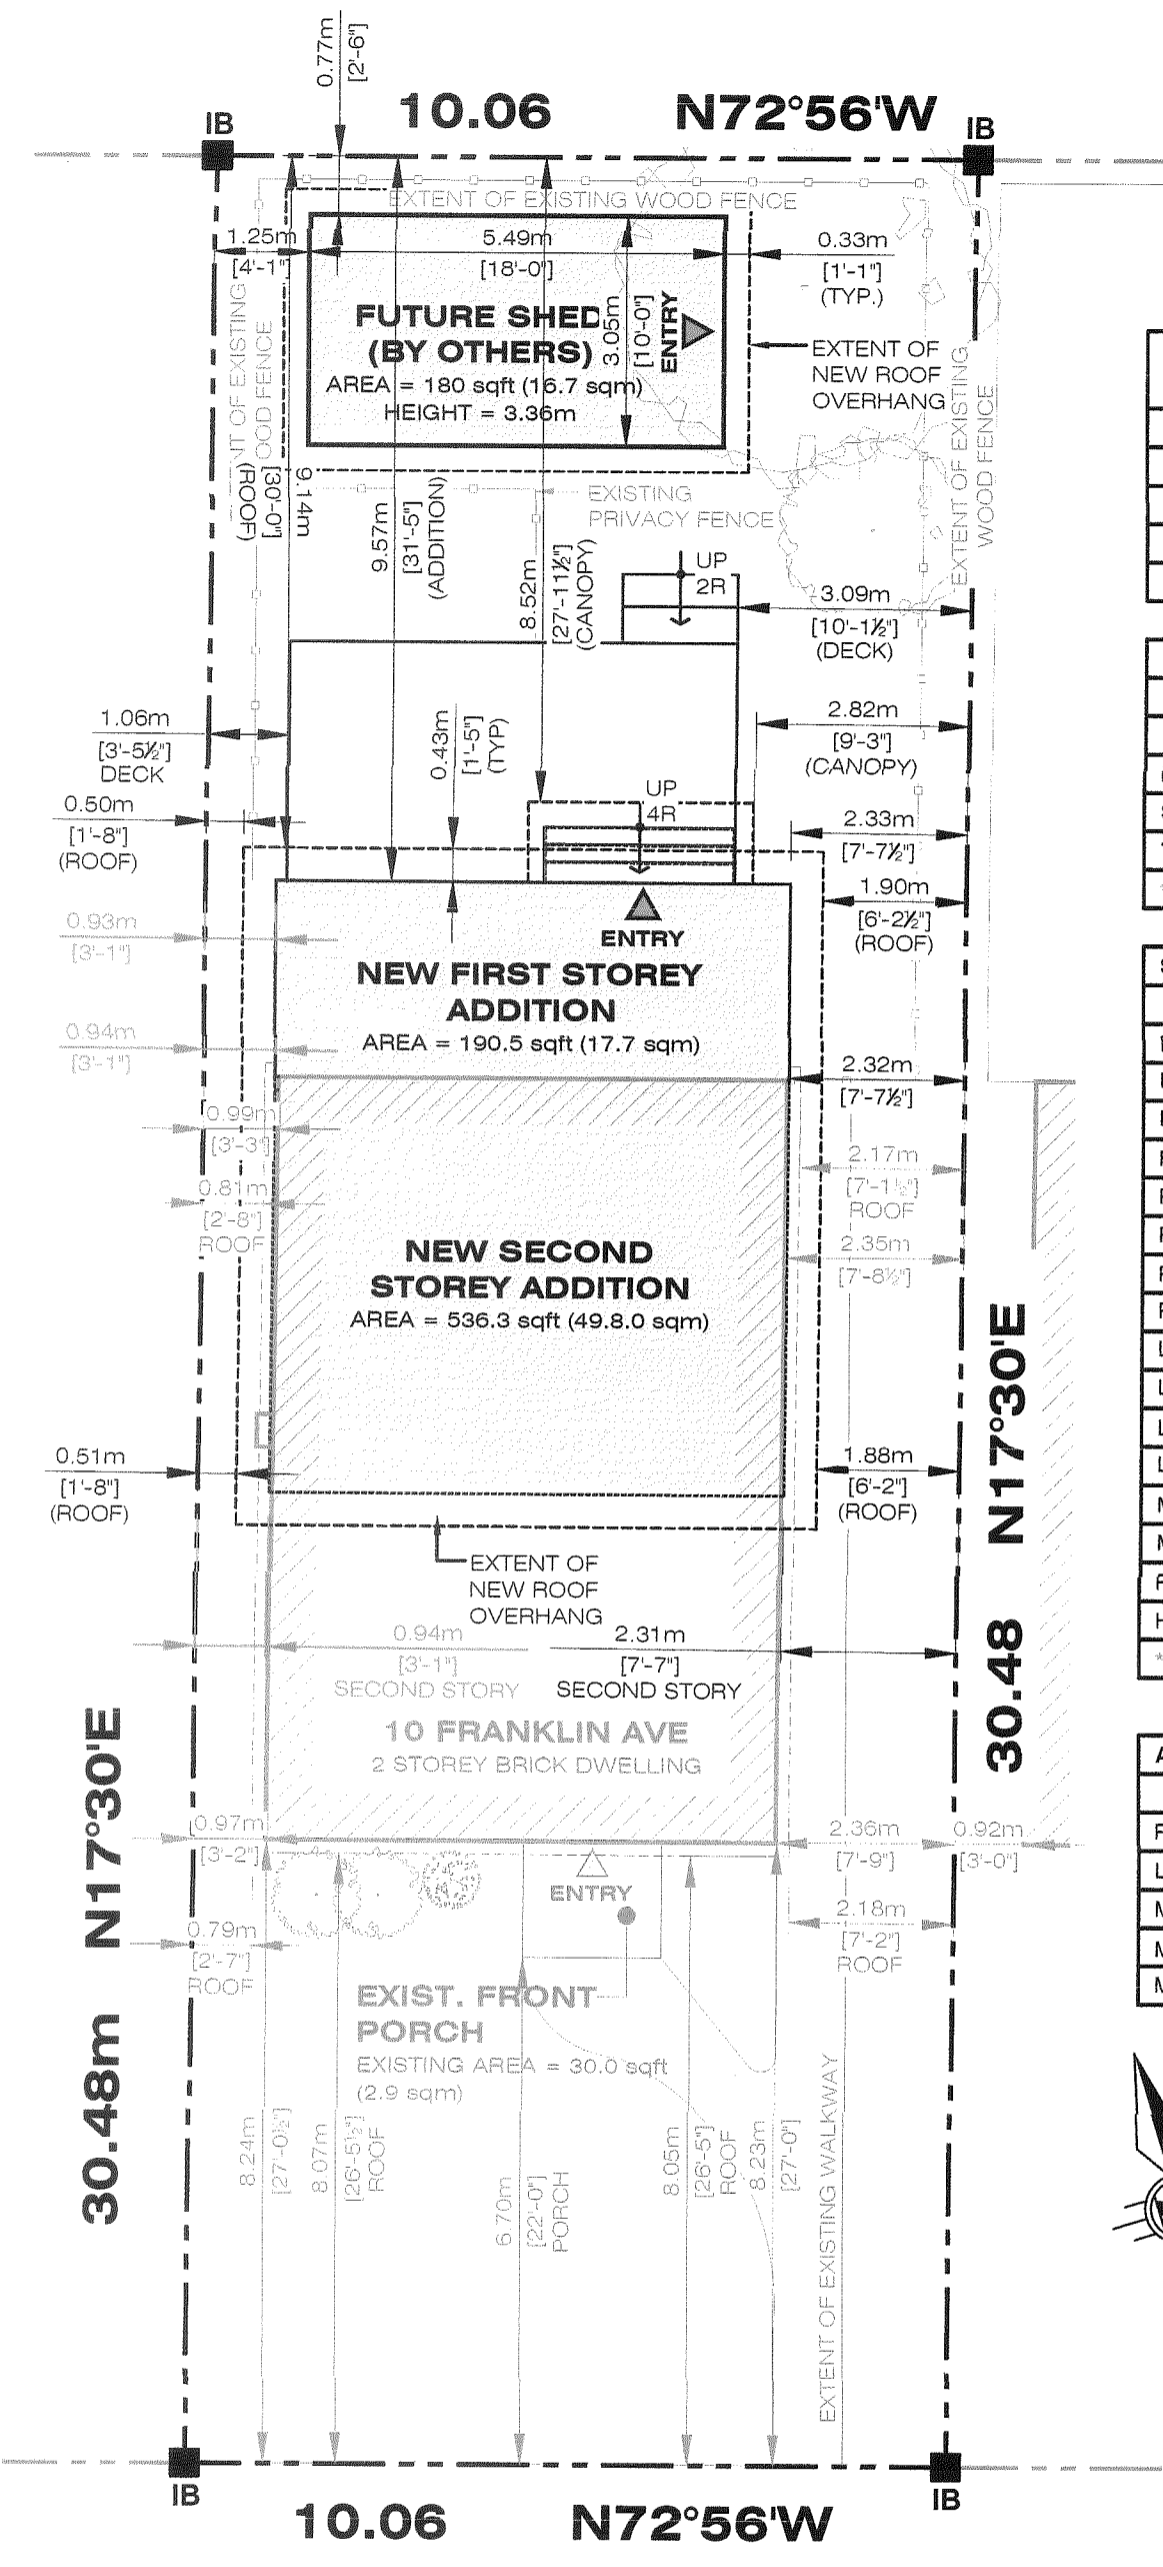 0.77m
[2'-6"]
10.06 N72°56'W
IB
IB
EXTENT OF EXISTING WOOD FENCE
1.25m
[4'-1"]
5.49m
[18'-0"]
0.33m
[1'-1"]
(TYP.)
FUTURE SHED
(BY OTHERS)
AREA = 180 sqft (16.7 sqm)
HEIGHT = 3.36m
3.05m
[10'-0"]
ENTRY
EXTENT OF
NEW ROOF
OVERHANG
NT OF EXISTING
OOD FENCE
EXTENT OF EXISTING
WOOD FENCE
9.14m
[30'-0"]
(ROOF)
9.57m
[31'-5"]
(ADDITION)
8.52m
[27'-11½"]
(CANOPY)
EXISTING
PRIVACY FENCE
UP
2R
3.09m
[10'-1½"]
(DECK)
1.06m
[3'-5½"]
DECK
0.43m
[1'-5"]
(TYP)
2.82m
[9'-3"]
(CANOPY)
0.50m
[1'-8"]
(ROOF)
UP
4R
2.33m
[7'-7½"]
1.90m
[6'-2½"]
(ROOF)
0.93m
[3'-1"]
ENTRY
NEW FIRST STOREY
ADDITION
AREA = 190.5 sqft (17.7 sqm)
0.94m
[3'-1"]
2.32m
[7'-7½"]
0.99m
[3'-3"]
2.17m
[7'-1½"]
ROOF
0.81m
[2'-8"]
ROOF
2.35m
[7'-8½"]
NEW SECOND
STOREY ADDITION
AREA = 536.3 sqft (49.8.0 sqm)
0.51m
[1'-8"]
(ROOF)
1.88m
[6'-2"]
(ROOF)
30.48 N17°30'E
EXTENT OF
NEW ROOF
OVERHANG
0.94m
[3'-1"]
SECOND STORY
2.31m
[7'-7"]
SECOND STORY
10 FRANKLIN AVE
2 STOREY BRICK DWELLING
0.97m
[3'-2"]
2.36m
[7'-9"]
0.92m
[3'-0"]
ENTRY
0.79m
[2'-7"]
ROOF
2.18m
[7'-2"]
ROOF
30.48m N17°30'E
EXIST. FRONT
PORCH
EXISTING AREA = 30.0 sqft
(2.9 sqm)
8.24m
[27'-0½"]
8.07m
[26'-5½"]
ROOF
6.70m
[22'-0"]
PORCH
8.05m
[26'-5"]
ROOF
8.23m
[27'-0"]
EXTENT OF EXISTING WALKWAY
IB
IB
10.06 N72°56'W